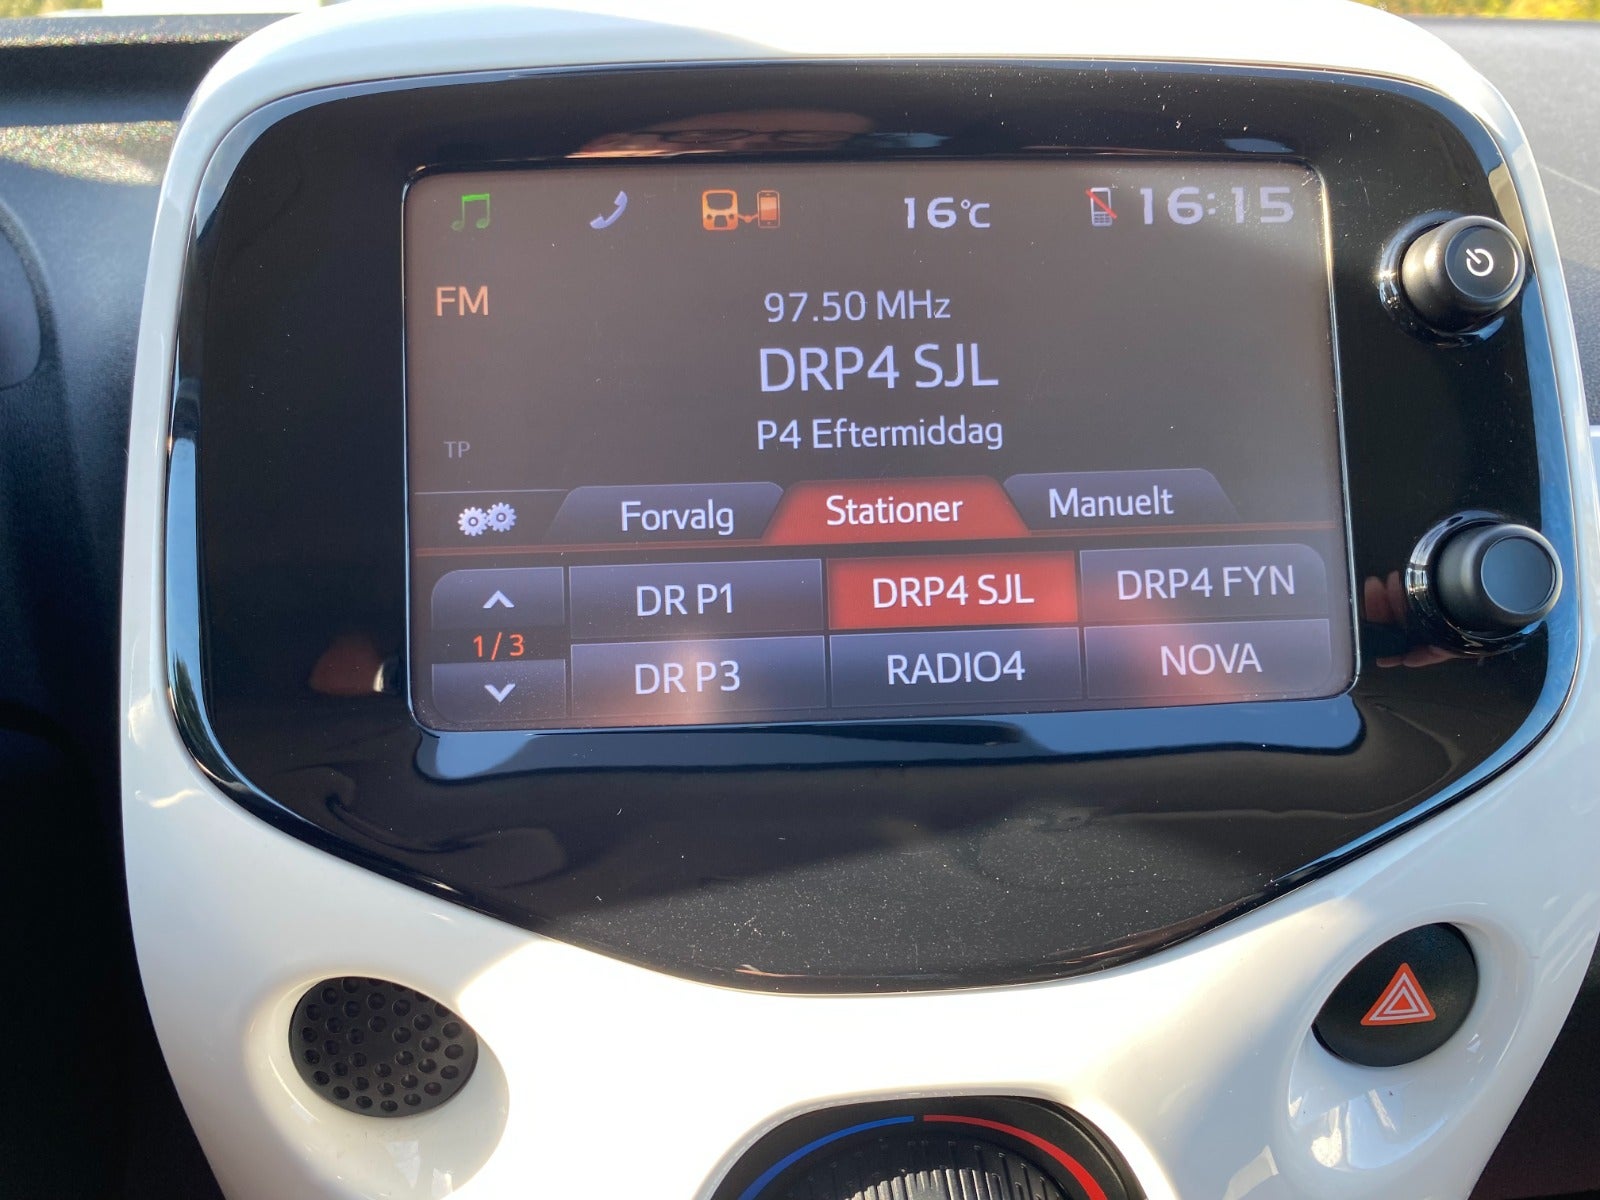 16°C 16:15
FM
97.50 MHz
DRP4 SJL
P4 Eftermiddag
TP
Forvalg Stationer Manuelt
DR P1 DRP4 SJL DRP4 FYN
1/3
DR P3 RADIO4 NOVA